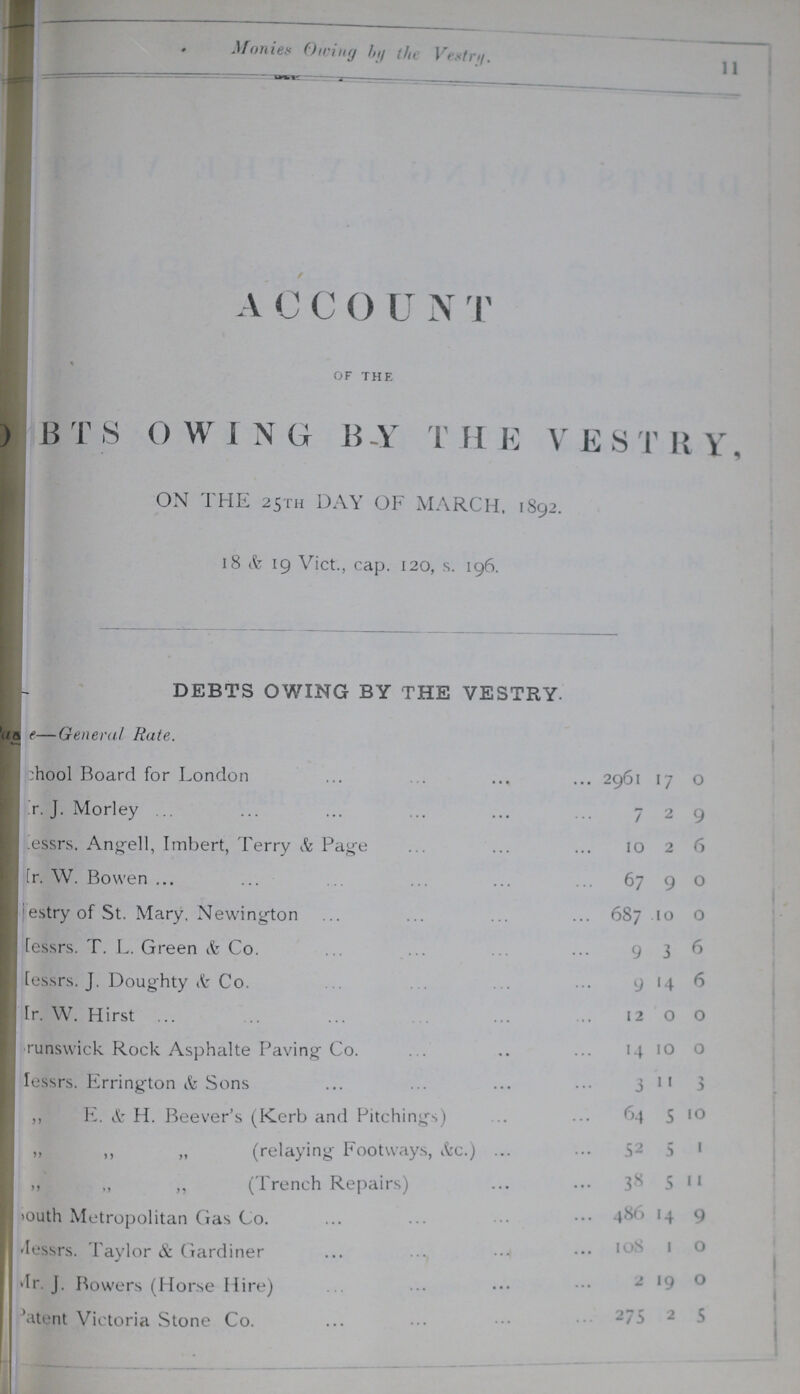 Monies Owing by the Vestry.
11
ACCOUNT
OF THE
BTS OWING BY THE VESTRY,
ON THE 25TH DAY OF MARCH, 1892.
18 & 19 Vict., cap. 120, s. 196.
DEBTS OWING BY THE VESTRY.
e—General Rate.
hool Board for London ... ... ... ... 2961 17 0
r. J. Morley ... ... ... ... ... ... 7 2 9
essrs. Angell, Imbert, Terry & Page ... ... ... 10 2 6
r. W. Bowen ... ... ... ... ... ... 67 9 0
estry of St. Mary, Newington ... ... ... ... 687 10 0
essrs. T. L. Green & Co. ... ... ... ... 9 3 6
essrs. J. Doughty & Co. ... ... ... ... 9 14 6
r. W. Hirst ... ... ... ... ... ... 12 0 0
runswick Rock Asphalte Paving Co. ... .. ... 14 10 0
essrs. Errington & Sons ... ... ... ... 3 11 3
„ E. & H. Beever's (Kerb and Pitchings) ... ... 64 5 10
„ „ „ (relaying Footways, &c.) ... ... 52 5 1
„ „ „ (Trench Repairs) ... ... 38 5 11
outh Metropolitan Gas Co. ... ... ... ... 486 14 9
Messrs. Taylor & Gardiner ... ... ... ... 108 1 0
Mr. J. Bowers (Horse Hire) ... ... ... ... 2 19 0
Patent Victoria Stone Co. ... ... ... ... 275 2 5